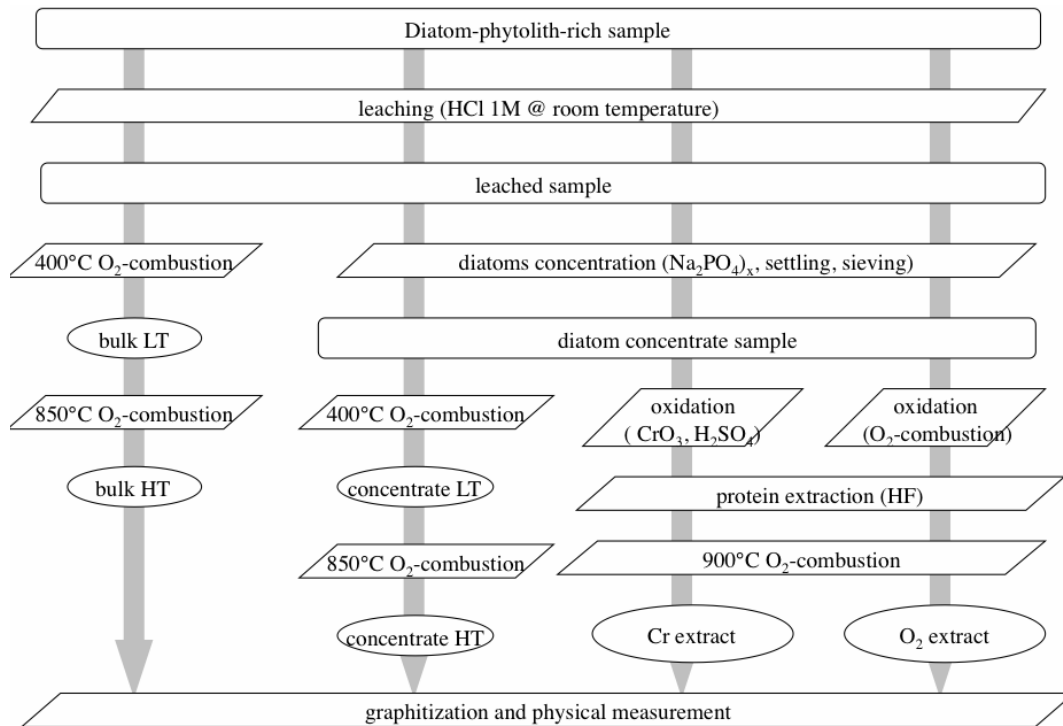 Diatom-phytolith-rich sample
leaching (HCl 1M @ room temperature)
leached sample
400°C O₂-combustion
diatoms concentration (Na₂PO₄)ₓ, settling, sieving)
bulk LT
diatom concentrate sample
850°C O₂-combustion
400°C O₂-combustion
oxidation
( CrO₃, H₂SO₄)
oxidation
(O₂-combustion)
bulk HT
concentrate LT
protein extraction (HF)
850°C O₂-combustion
900°C O₂-combustion
concentrate HT
Cr extract
O₂ extract
graphitization and physical measurement